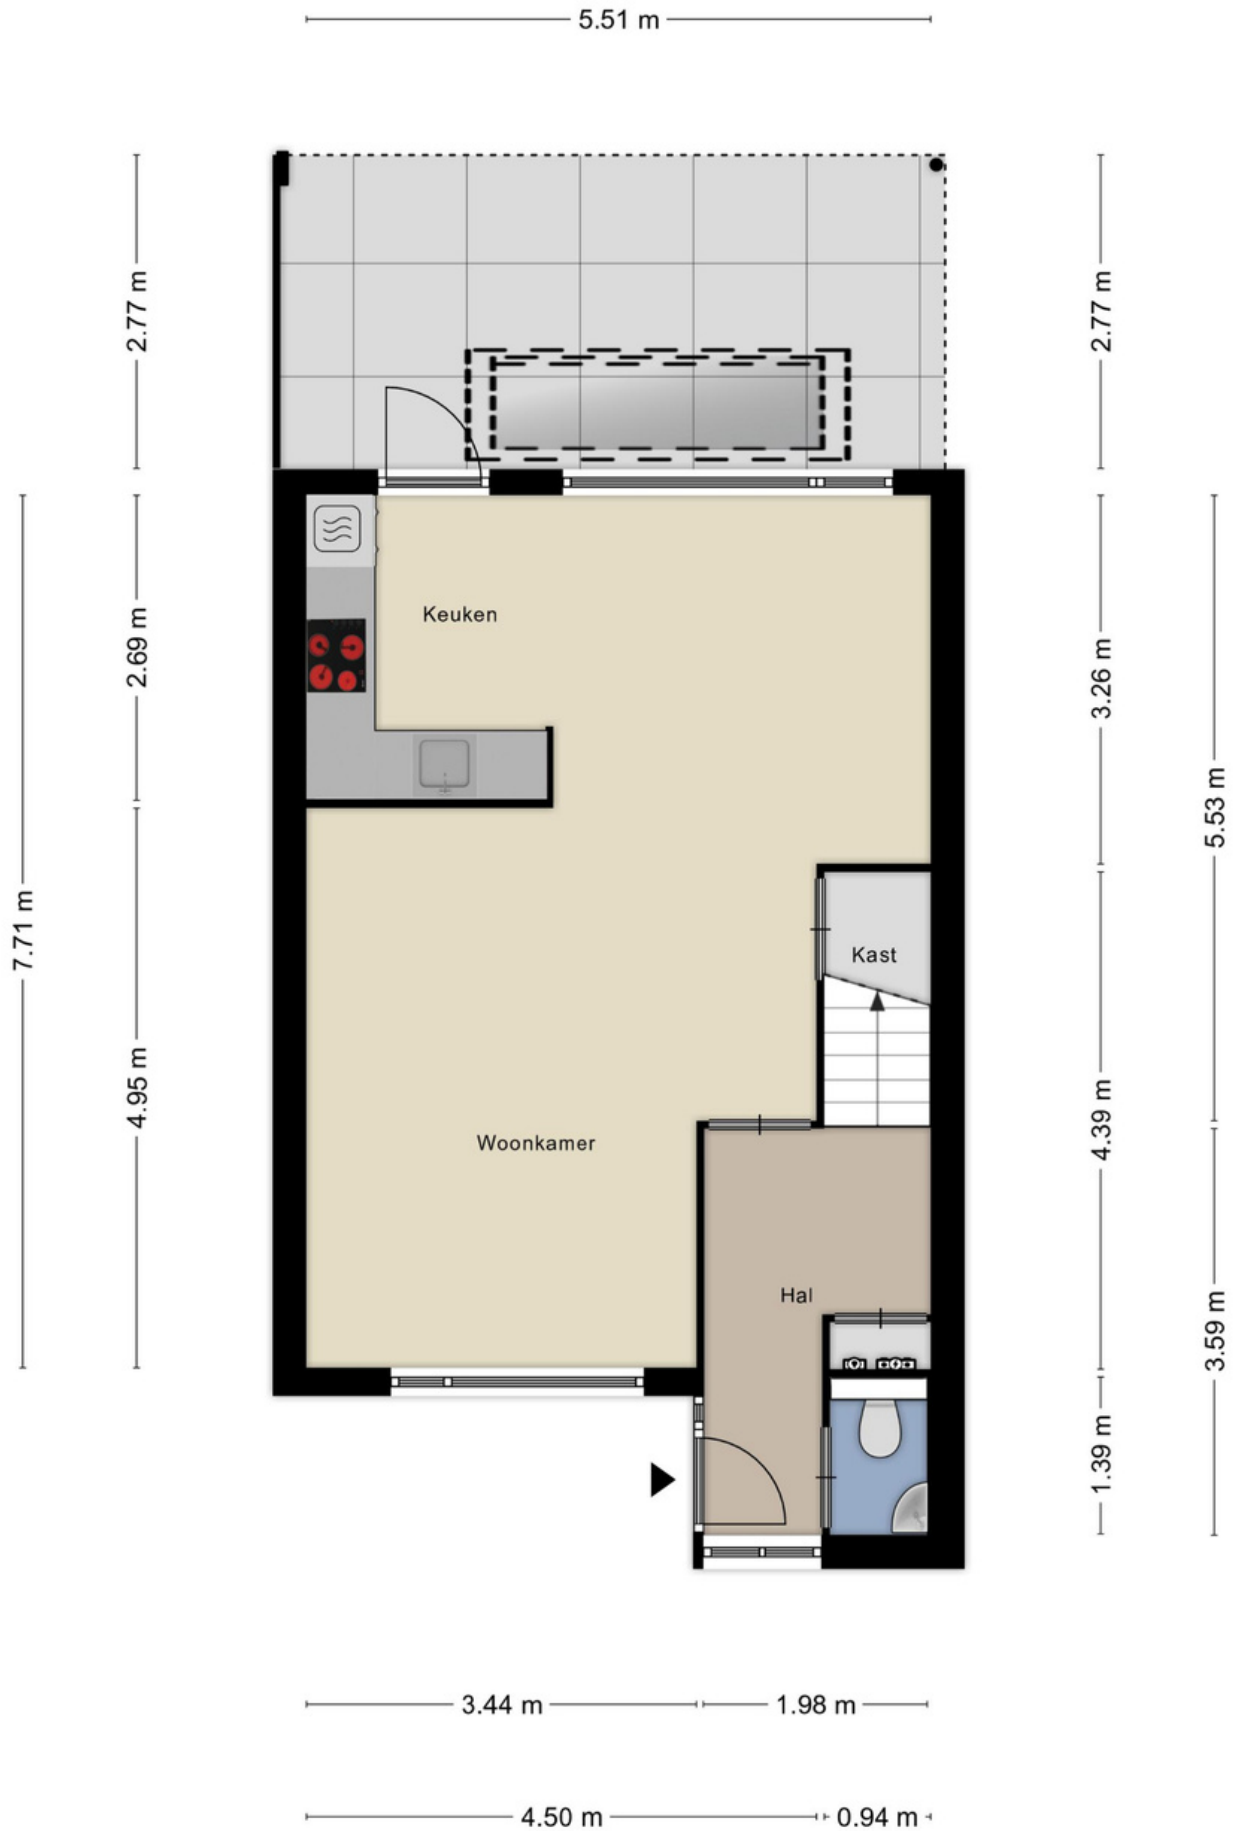 5.51 m
2.77 m
2.77 m
Keuken
2.69 m
3.26 m
5.53 m
7.71 m
Kast
4.95 m
4.39 m
Woonkamer
Hal
3.59 m
1.39 m
3.44 m
1.98 m
4.50 m
0.94 m